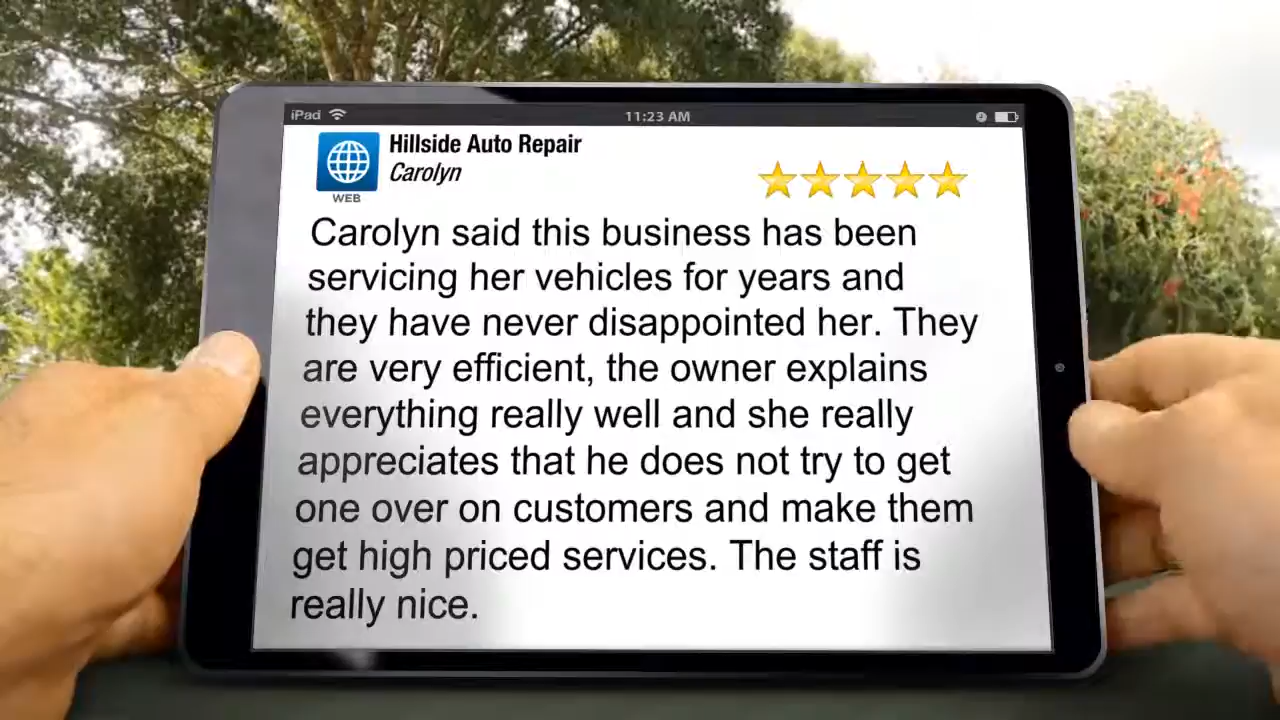 iPad 11:23 AM
Hillside Auto Repair
Carolyn
WEB
Carolyn said this business has been
servicing her vehicles for years and
they have never disappointed her. They
are very efficient, the owner explains
everything really well and she really
appreciates that he does not try to get
one over on customers and make them
get high priced services. The staff is
really nice.